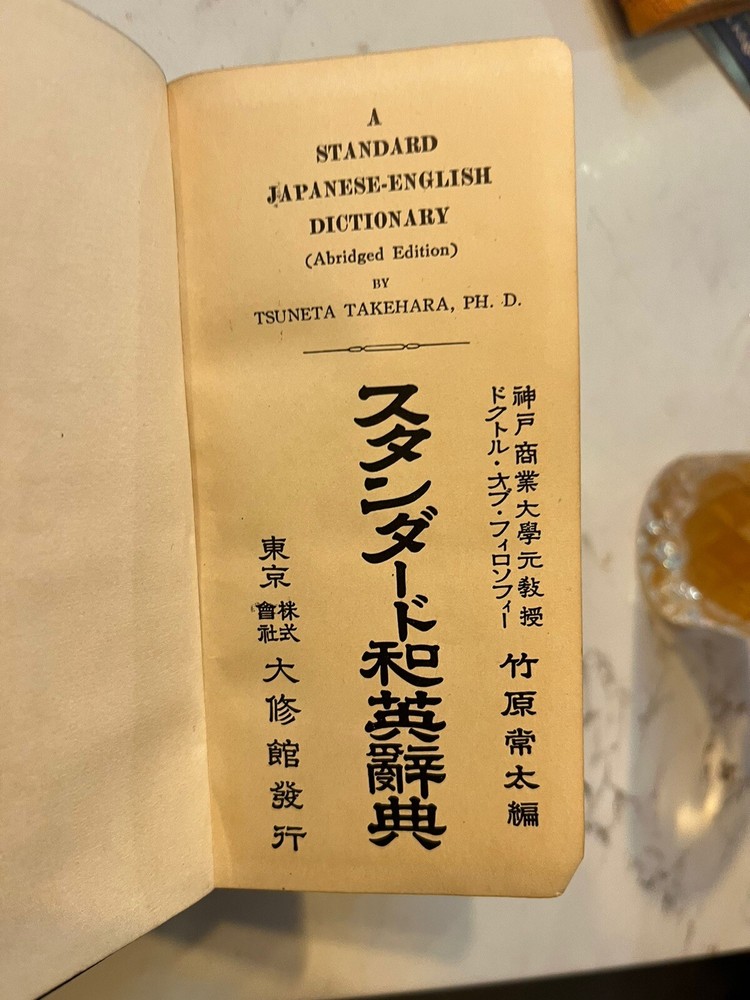 A
STANDARD
JAPANESE-ENGLISH
DICTIONARY
(Abridged Edition)
BY
TSUNETA TAKEHARA, PH. D.
神戸商業大學元敎授
ドクトル・オブ・フィロソフィー
竹原常太編
スタンダード和英辭典
東京株式會社大修館發行